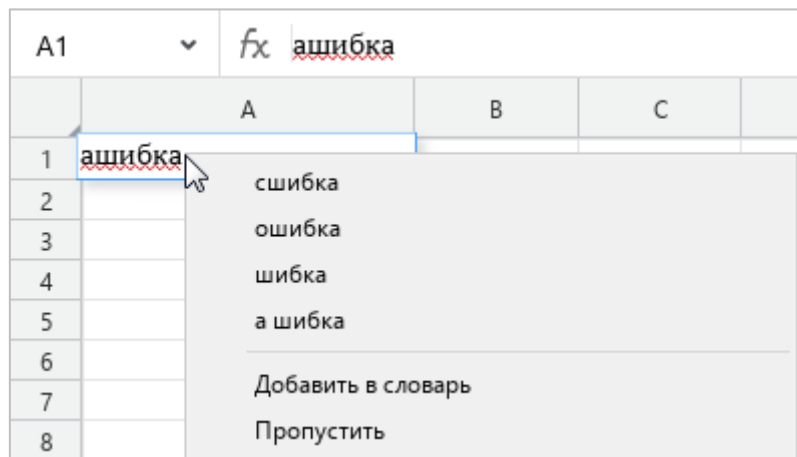 A1 fx ашибка
A B C
1 ашибка
сшибка
2
ошибка
3
шибка
4
а шибка
5
6
Добавить в словарь
7
Пропустить
8